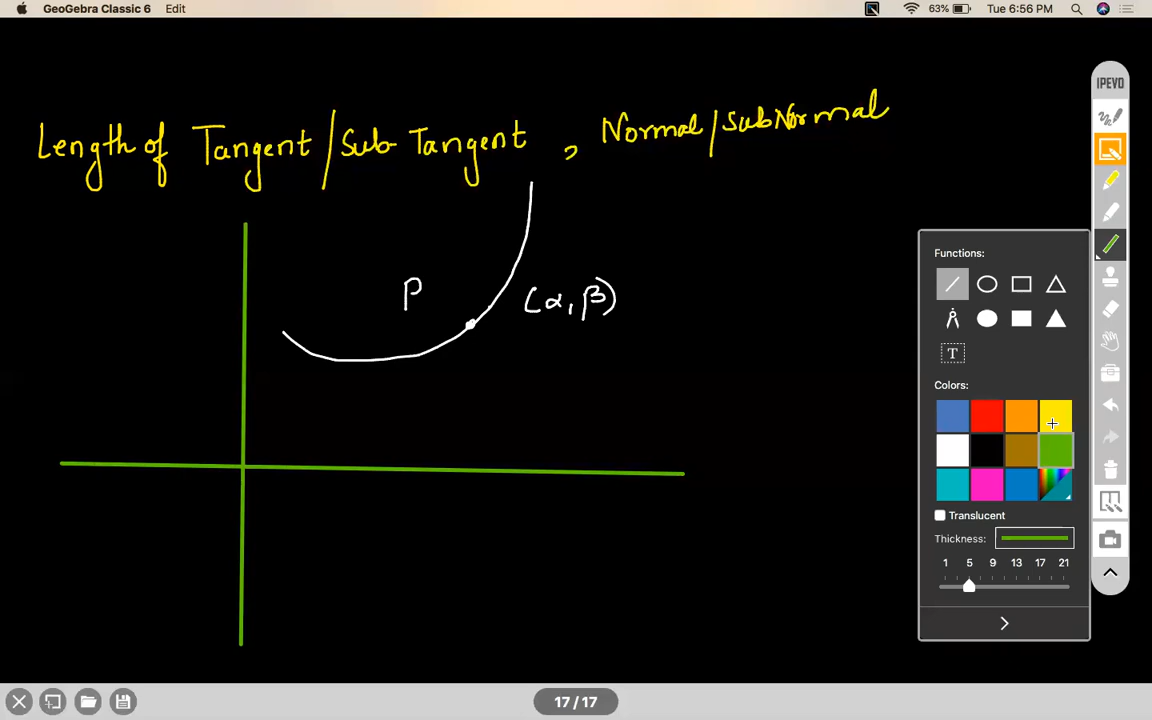 GeoGebra Classic 6 Edit 63% Tue 6:56 PM
Length of Tangent/Sub-Tangent , Normal/SubNormal
P (α, β)
IPEVO
Functions:
T
Colors:
Translucent
Thickness:
1 5 9 13 17 21
17 / 17